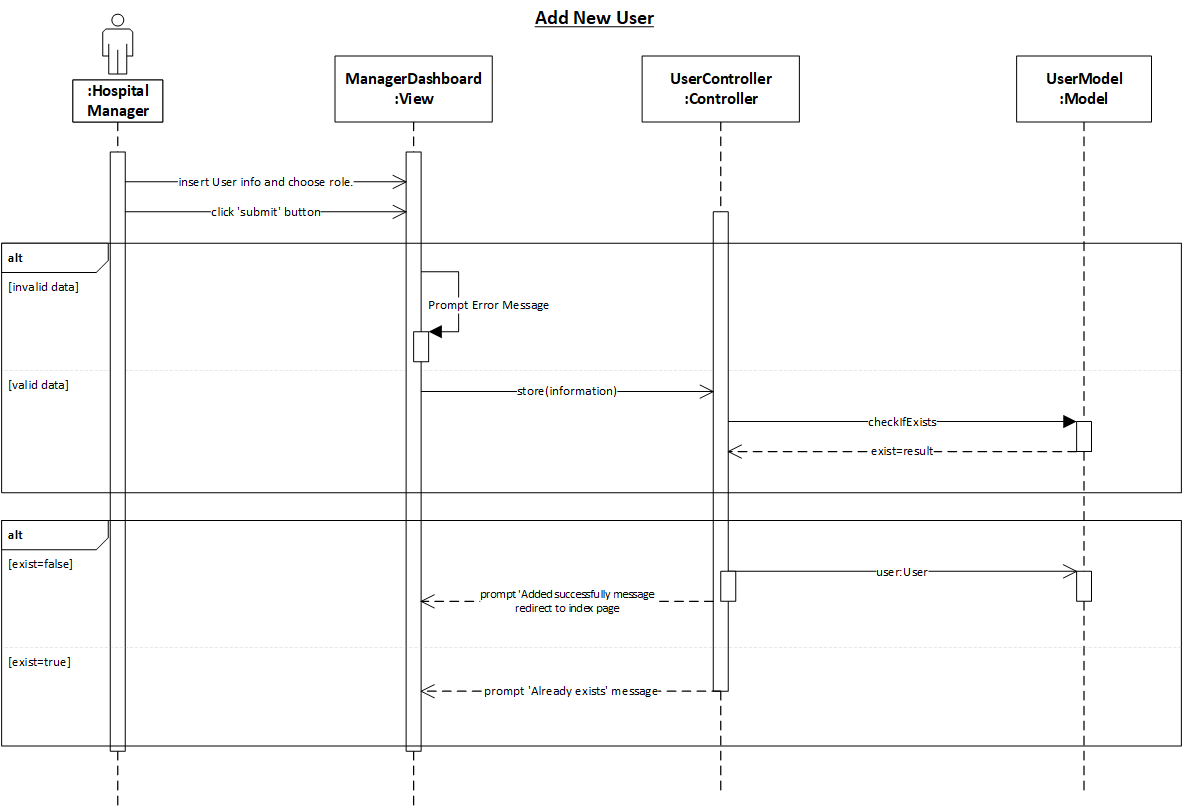 Add New User
:Hospital
Manager
ManagerDashboard
:View
UserController
:Controller
UserModel
:Model
insert User info and choose role.
click 'submit' button
alt
[invalid data]
Prompt Error Message
[valid data]
store(information)
checkIfExists
exist=result
alt
[exist=false]
user:User
prompt 'Added successfully message
redirect to index page
[exist=true]
prompt 'Already exists' message